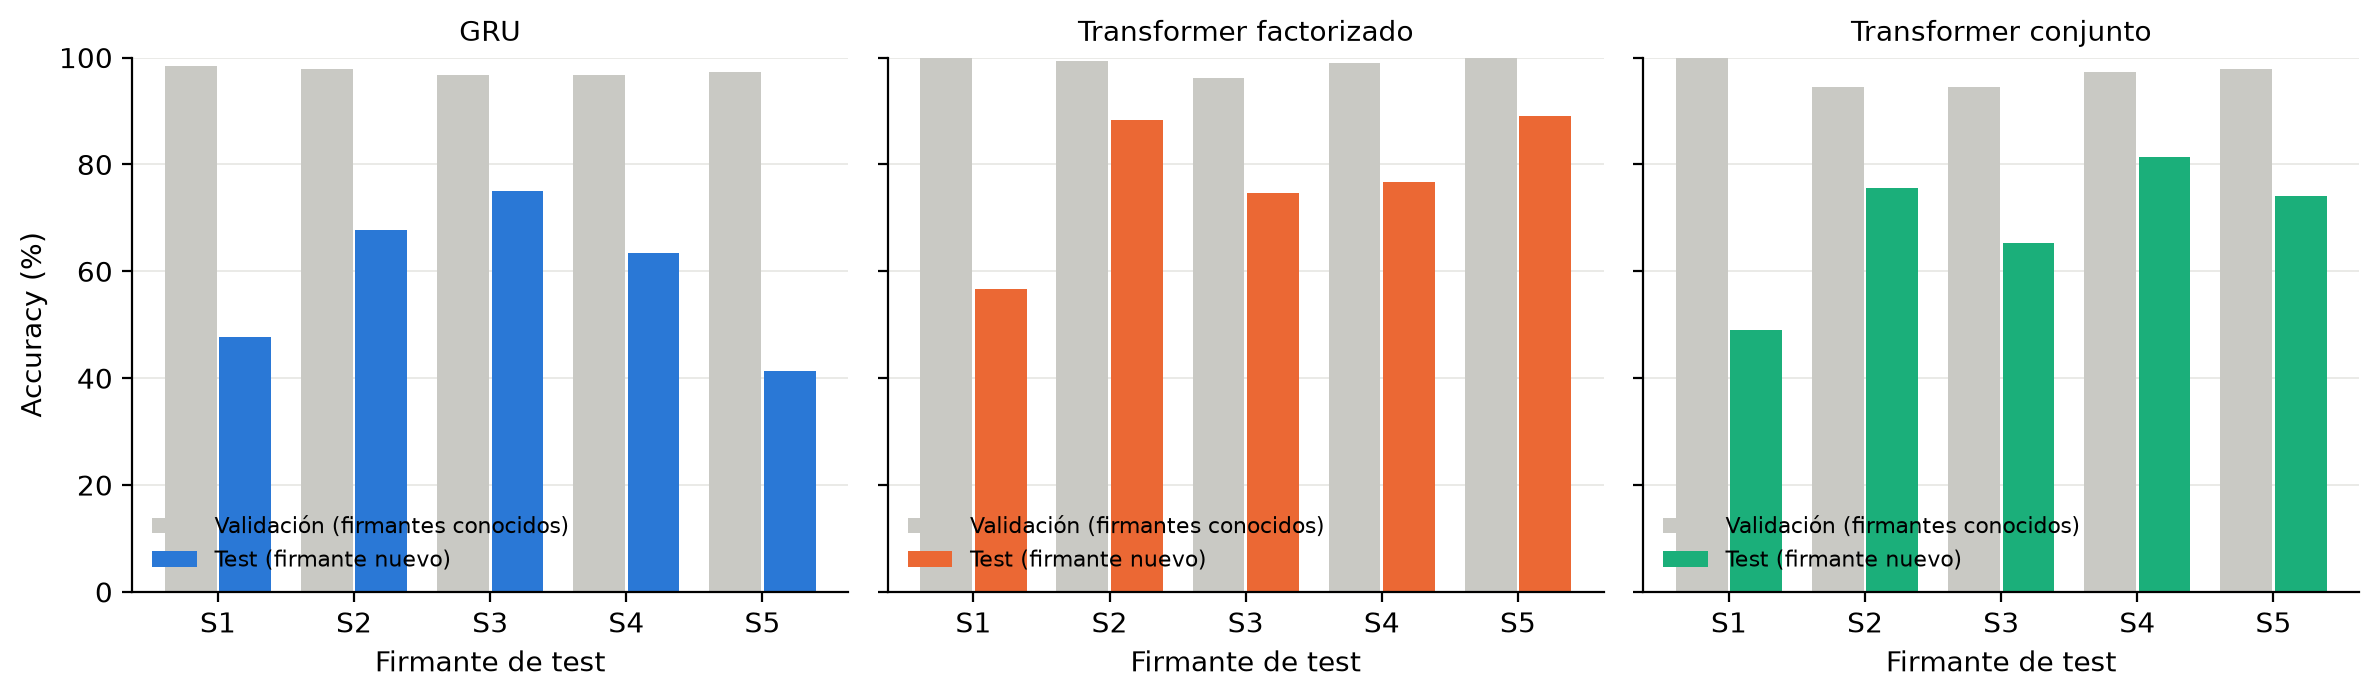 GRU
Transformer factorizado
Transformer conjunto
Accuracy (%)
100
80
60
40
20
0
Validación (firmantes conocidos)
Test (firmante nuevo)
S1 S2 S3 S4 S5
Firmante de test
Validación (firmantes conocidos)
Test (firmante nuevo)
S1 S2 S3 S4 S5
Firmante de test
Validación (firmantes conocidos)
Test (firmante nuevo)
S1 S2 S3 S4 S5
Firmante de test